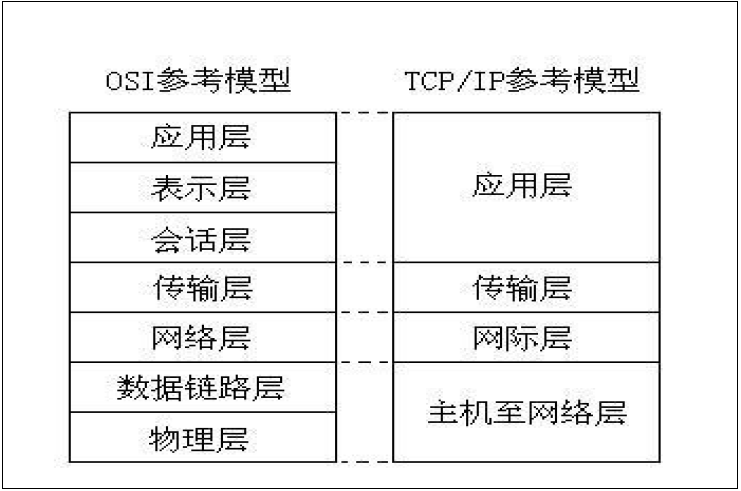 OSI参考模型
TCP/IP参考模型
应用层
表示层
会话层
传输层
网络层
数据链路层
物理层
应用层
传输层
网际层
主机至网络层